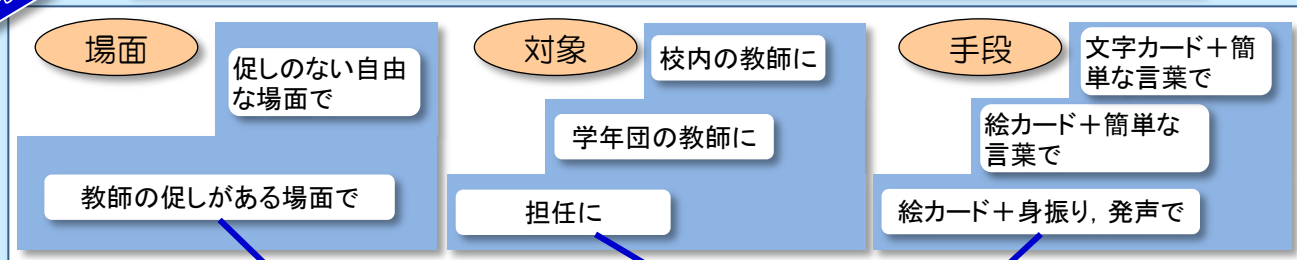 場面
促しのない自由
な場面で
教師の促しがある場面で
対象
校内の教師に
学年団の教師に
担任に
手段
文字カード＋簡
単な言葉で
絵カード＋簡単な
言葉で
絵カード＋身振り，発声で